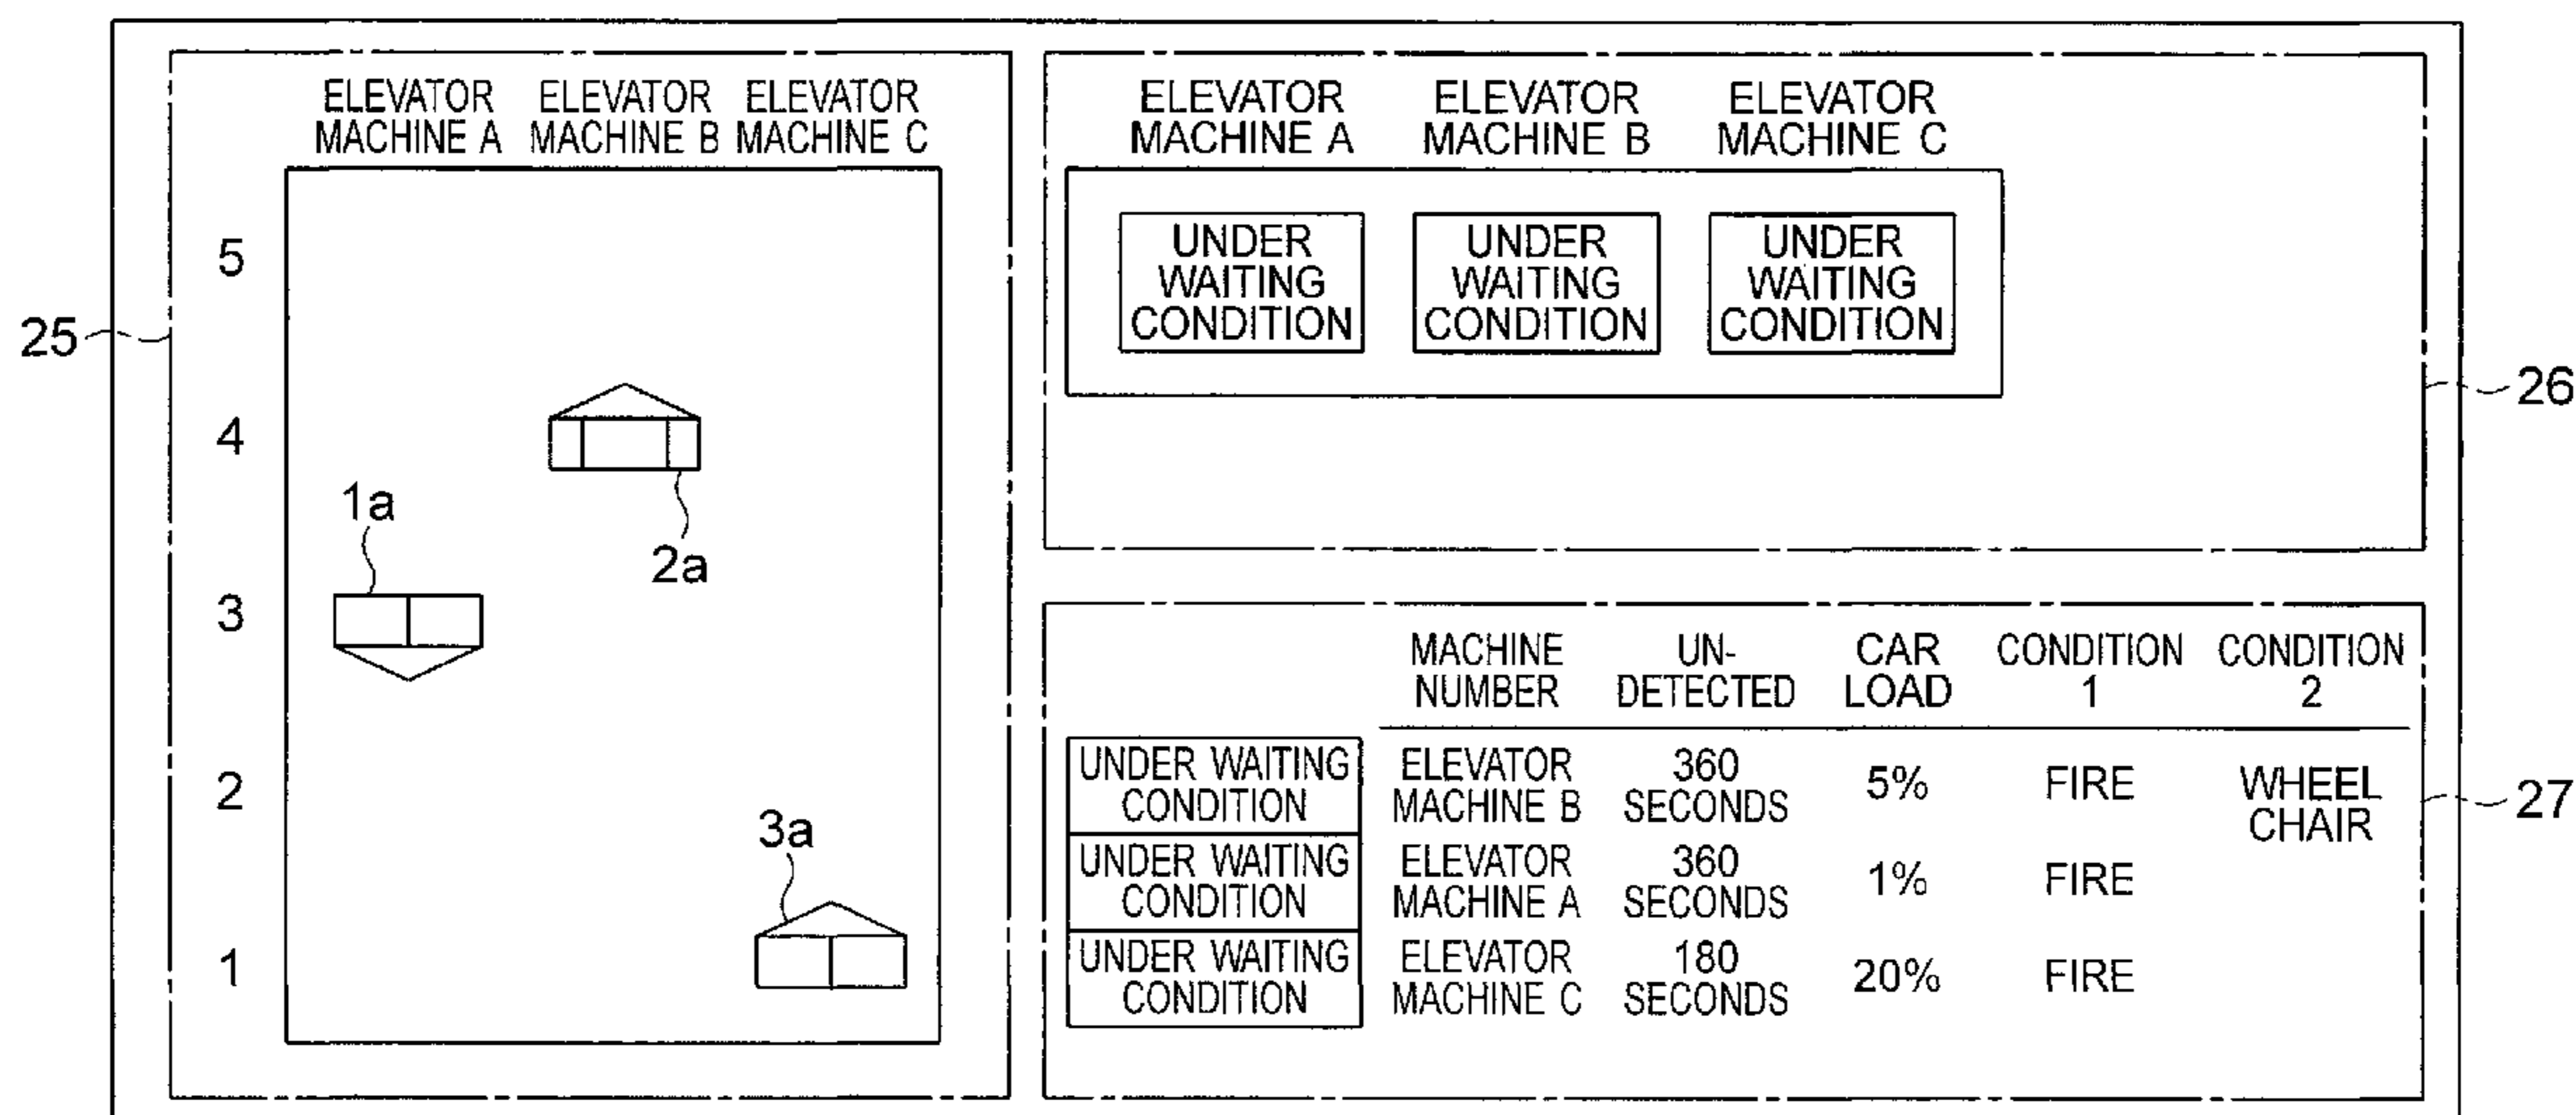 ELEVATOR MACHINE A
ELEVATOR MACHINE B
ELEVATOR MACHINE C
5
4
3
2
1
25
1a
2a
3a
ELEVATOR MACHINE A
ELEVATOR MACHINE B
ELEVATOR MACHINE C
UNDER WAITING CONDITION
UNDER WAITING CONDITION
UNDER WAITING CONDITION
26
MACHINE NUMBER
UN-DETECTED
CAR LOAD
CONDITION 1
CONDITION 2
UNDER WAITING CONDITION
ELEVATOR MACHINE B
360 SECONDS
5%
FIRE
WHEEL CHAIR
UNDER WAITING CONDITION
ELEVATOR MACHINE A
360 SECONDS
1%
FIRE
UNDER WAITING CONDITION
ELEVATOR MACHINE C
180 SECONDS
20%
FIRE
27